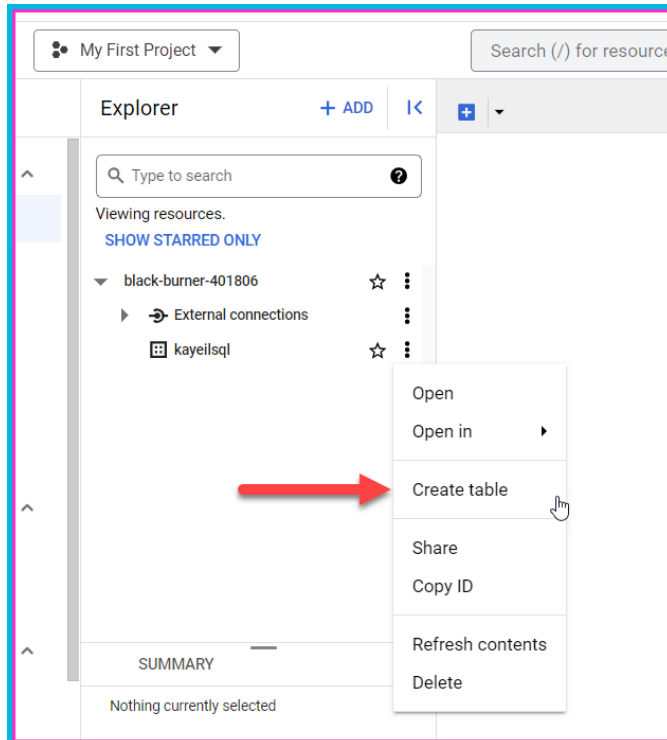 My First Project
Search (/) for resource
Explorer
+ ADD
Type to search
Viewing resources.
SHOW STARRED ONLY
black-burner-401806
External connections
kayeilsql
Open
Open in
Create table
Share
Copy ID
Refresh contents
Delete
SUMMARY
Nothing currently selected